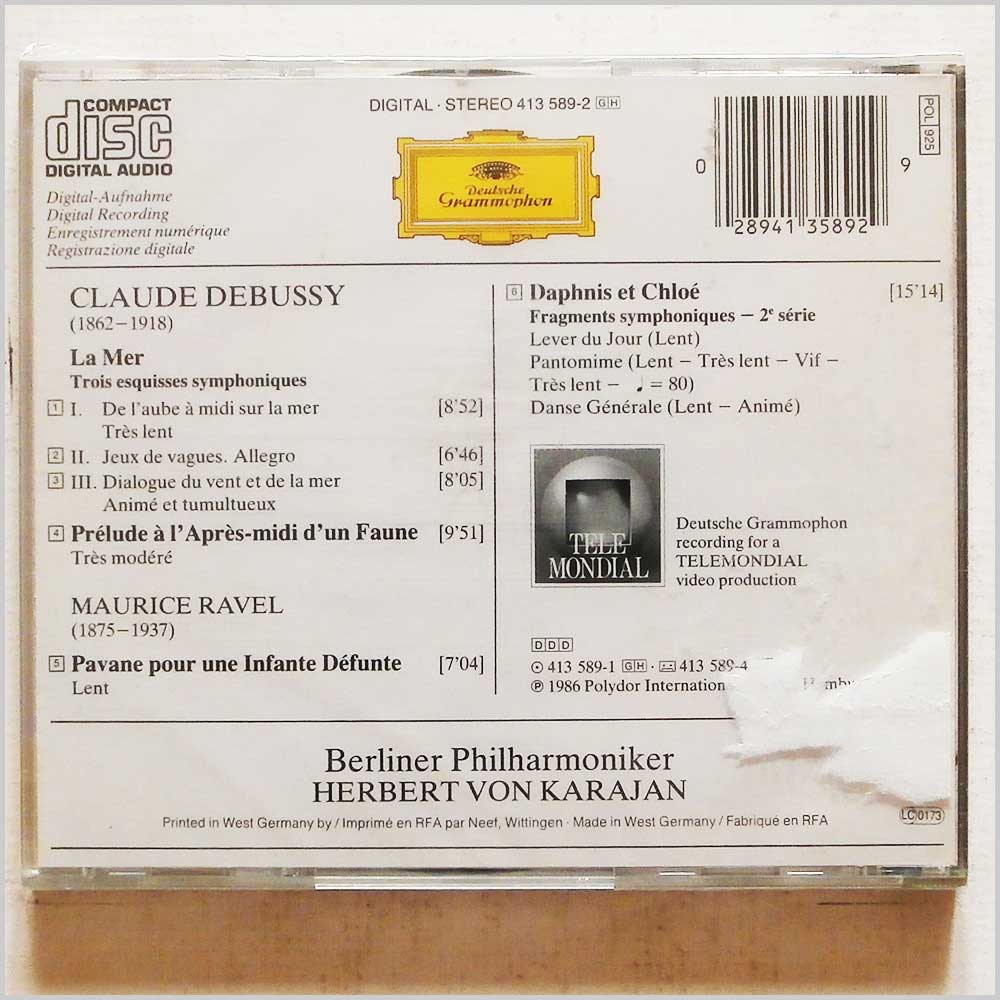 COMPACT
disc
DIGITAL AUDIO
Digital-Aufnahme
Digital Recording
Enregistrement numérique
Registrazione digitale
DIGITAL · STEREO 413 589-2 GH
Deutsche
Grammophon
0 28941 35892 9
POL 925
CLAUDE DEBUSSY
(1862–1918)
La Mer
Trois esquisses symphoniques
1 I. De l'aube à midi sur la mer [8'52]
Très lent
2 II. Jeux de vagues. Allegro [6'46]
3 III. Dialogue du vent et de la mer [8'05]
Animé et tumultueux
4 Prélude à l'Après-midi d'un Faune [9'51]
Très modéré
MAURICE RAVEL
(1875–1937)
5 Pavane pour une Infante Défunte [7'04]
Lent
6 Daphnis et Chloé [15'14]
Fragments symphoniques – 2e série
Lever du Jour (Lent)
Pantomime (Lent – Très lent – Vif –
Très lent – ♩ = 80)
Danse Générale (Lent – Animé)
TELE
MONDIAL
Deutsche Grammophon
recording for a
TELEMONDIAL
video production
DDD
413 589-1 GH · 413 589-4
℗ 1986 Polydor
Berliner Philharmoniker
HERBERT VON KARAJAN
Printed in West Germany by / Imprimé en RFA par Neef, Wittingen · Made in West Germany / Fabriqué en RFA
LC 0173